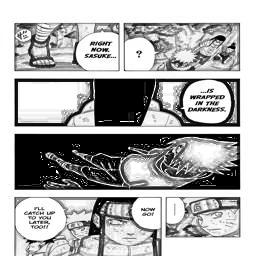 RIGHT
NOW,
SASUKE...
?
...IS
WRAPPED
IN THE
DARKNESS.
I'LL
CATCH UP
TO YOU
LATER,
TOO!!
NOW
GO!